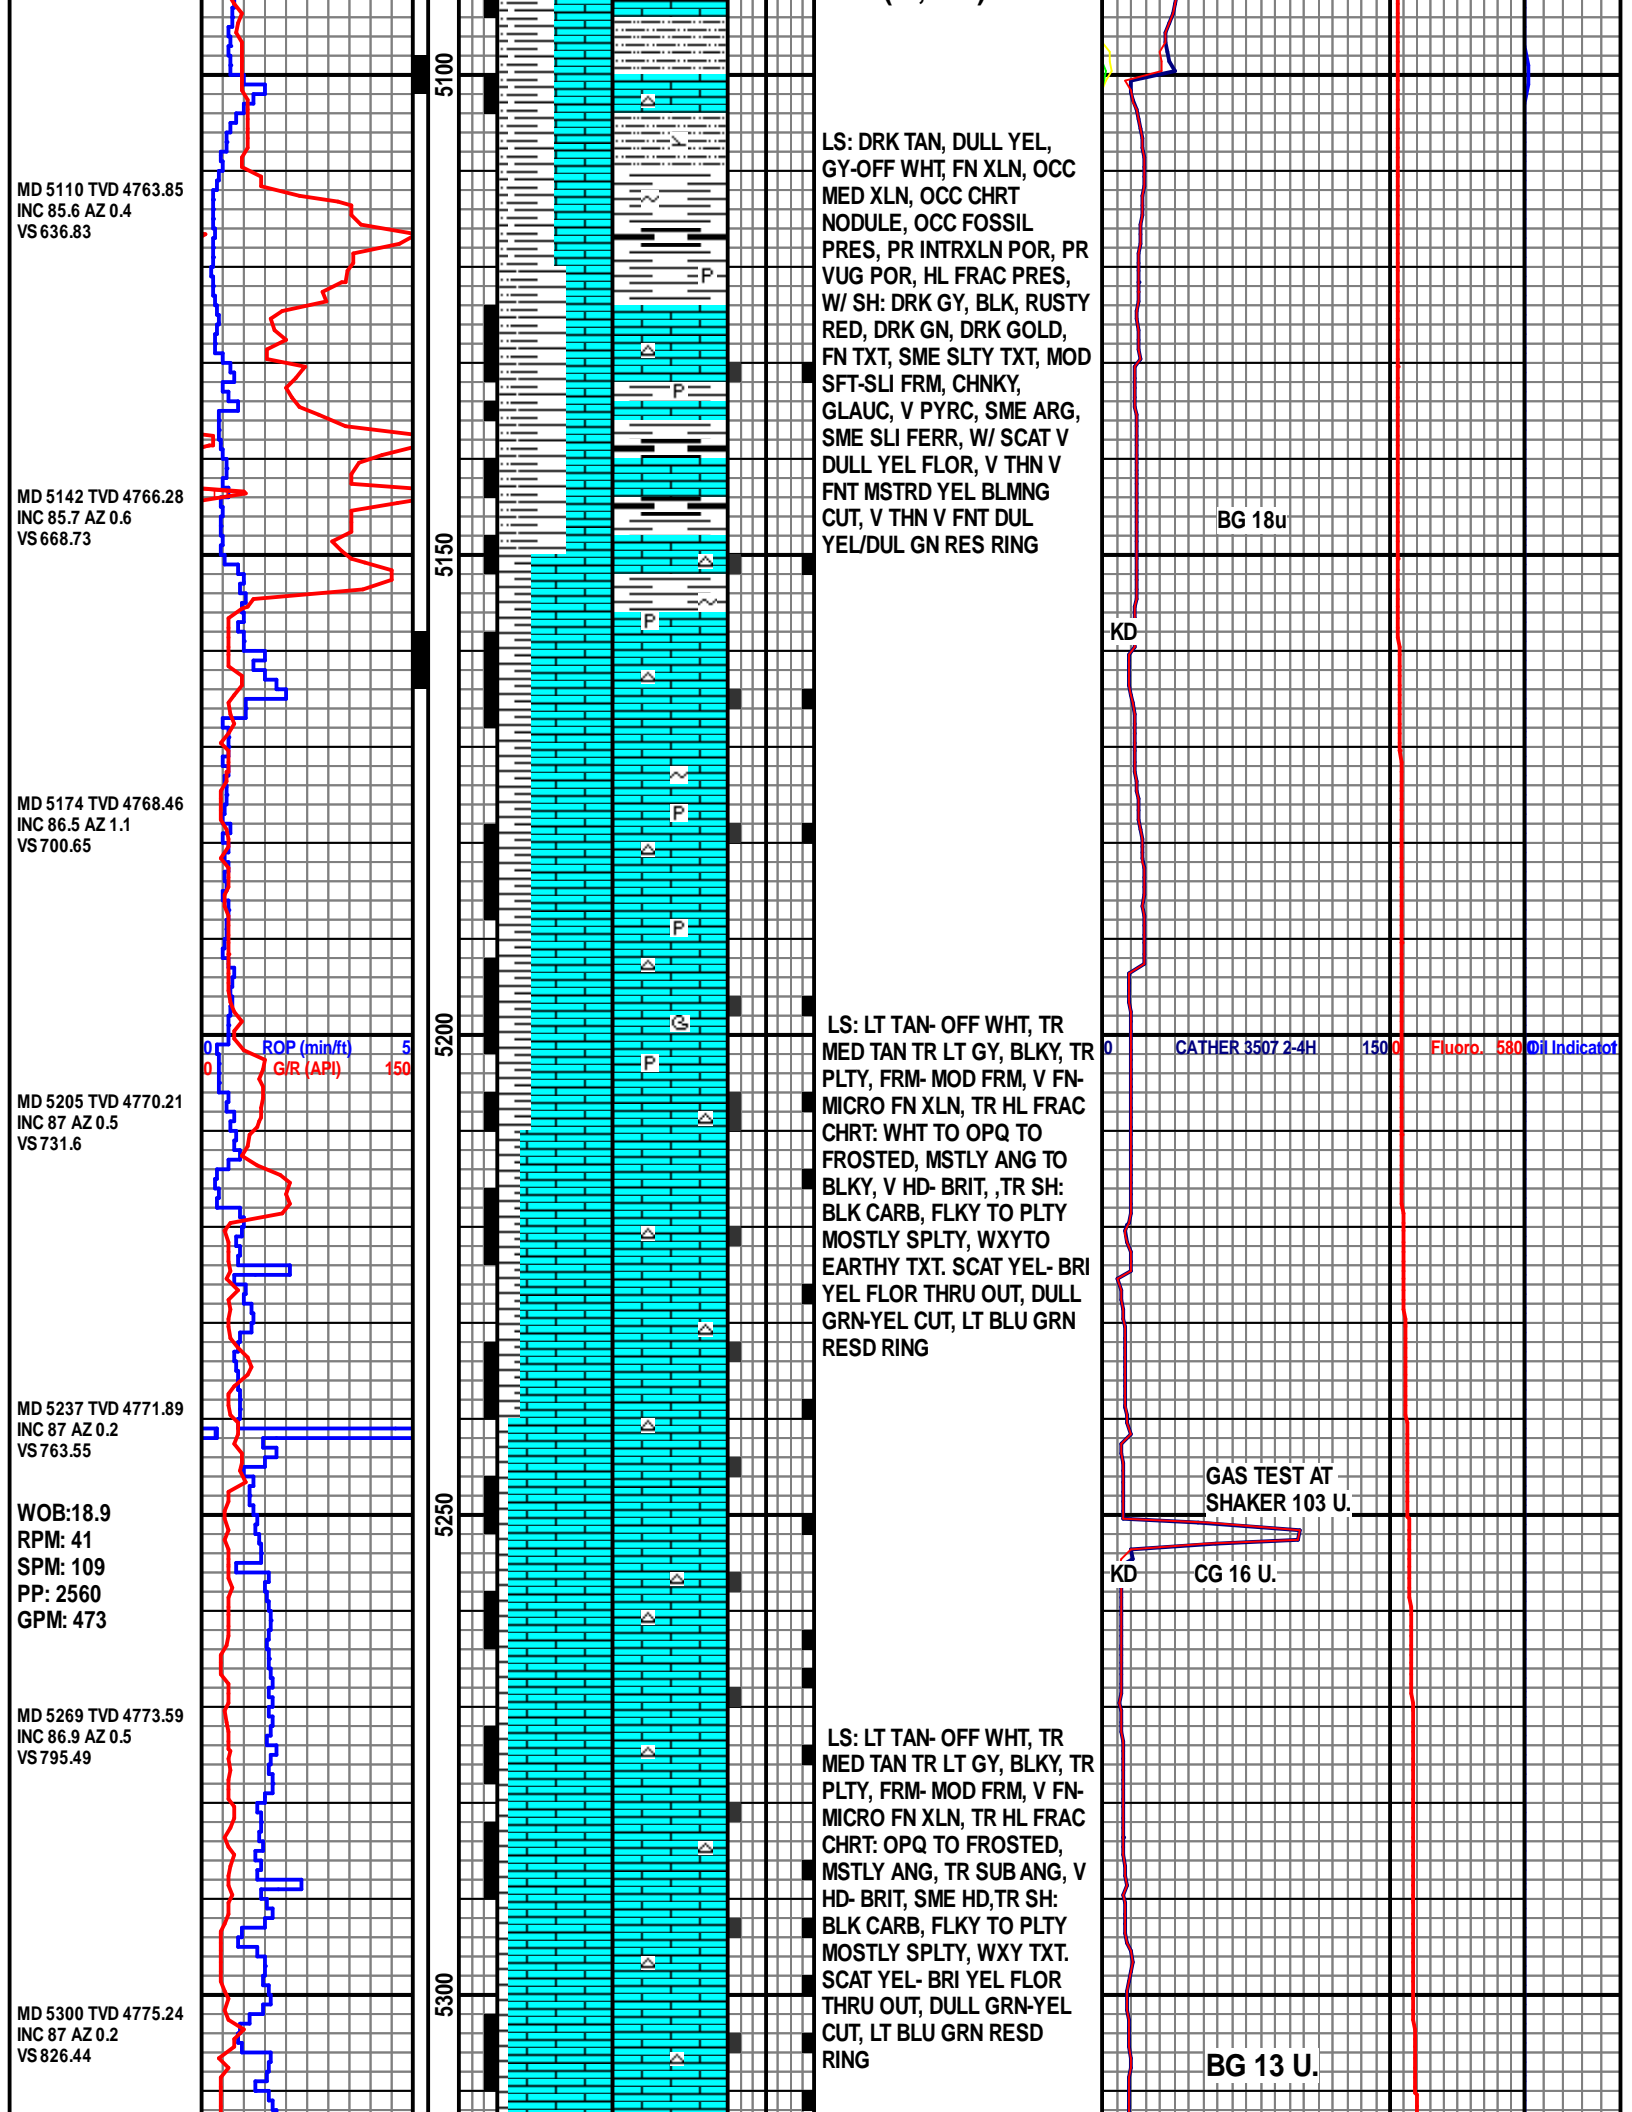 5100
MD 5110 TVD 4763.85
INC 85.6 AZ 0.4
VS 636.83
MD 5142 TVD 4766.28
INC 85.7 AZ 0.6
VS 668.73
5150
MD 5174 TVD 4768.46
INC 86.5 AZ 1.1
VS 700.65
5200
0 ROP (min/ft) 5
0 G/R (API) 150
MD 5205 TVD 4770.21
INC 87 AZ 0.5
VS 731.6
MD 5237 TVD 4771.89
INC 87 AZ 0.2
VS 763.55
5250
WOB:18.9
RPM: 41
SPM: 109
PP: 2560
GPM: 473
MD 5269 TVD 4773.59
INC 86.9 AZ 0.5
VS 795.49
5300
MD 5300 TVD 4775.24
INC 87 AZ 0.2
VS 826.44
P
P
P
P
P
P
LS: DRK TAN, DULL YEL,
GY-OFF WHT, FN XLN, OCC
MED XLN, OCC CHRT
NODULE, OCC FOSSIL
PRES, PR INTRXLN POR, PR
VUG POR, HL FRAC PRES,
W/ SH: DRK GY, BLK, RUSTY
RED, DRK GN, DRK GOLD,
FN TXT, SME SLTY TXT, MOD
SFT-SLI FRM, CHNKY,
GLAUC, V PYRC, SME ARG,
SME SLI FERR, W/ SCAT V
DULL YEL FLOR, V THN V
FNT MSTRD YEL BLMNG
CUT, V THN V FNT DUL
YEL/DUL GN RES RING
LS: LT TAN- OFF WHT, TR
MED TAN TR LT GY, BLKY, TR
PLTY, FRM- MOD FRM, V FN-
MICRO FN XLN, TR HL FRAC
CHRT: WHT TO OPQ TO
FROSTED, MSTLY ANG TO
BLKY, V HD- BRIT, ,TR SH:
BLK CARB, FLKY TO PLTY
MOSTLY SPLTY, WXYTO
EARTHY TXT. SCAT YEL- BRI
YEL FLOR THRU OUT, DULL
GRN-YEL CUT, LT BLU GRN
RESD RING
LS: LT TAN- OFF WHT, TR
MED TAN TR LT GY, BLKY, TR
PLTY, FRM- MOD FRM, V FN-
MICRO FN XLN, TR HL FRAC
CHRT: OPQ TO FROSTED,
MSTLY ANG, TR SUB ANG, V
HD- BRIT, SME HD,TR SH:
BLK CARB, FLKY TO PLTY
MOSTLY SPLTY, WXY TXT.
SCAT YEL- BRI YEL FLOR
THRU OUT, DULL GRN-YEL
CUT, LT BLU GRN RESD
RING
BG 18u
KD
0 CATHER 3507 2-4H 150
0 Fluoro. 580
Oil Indicator
GAS TEST AT
SHAKER 103 U.
KD
CG 16 U.
BG 13 U.